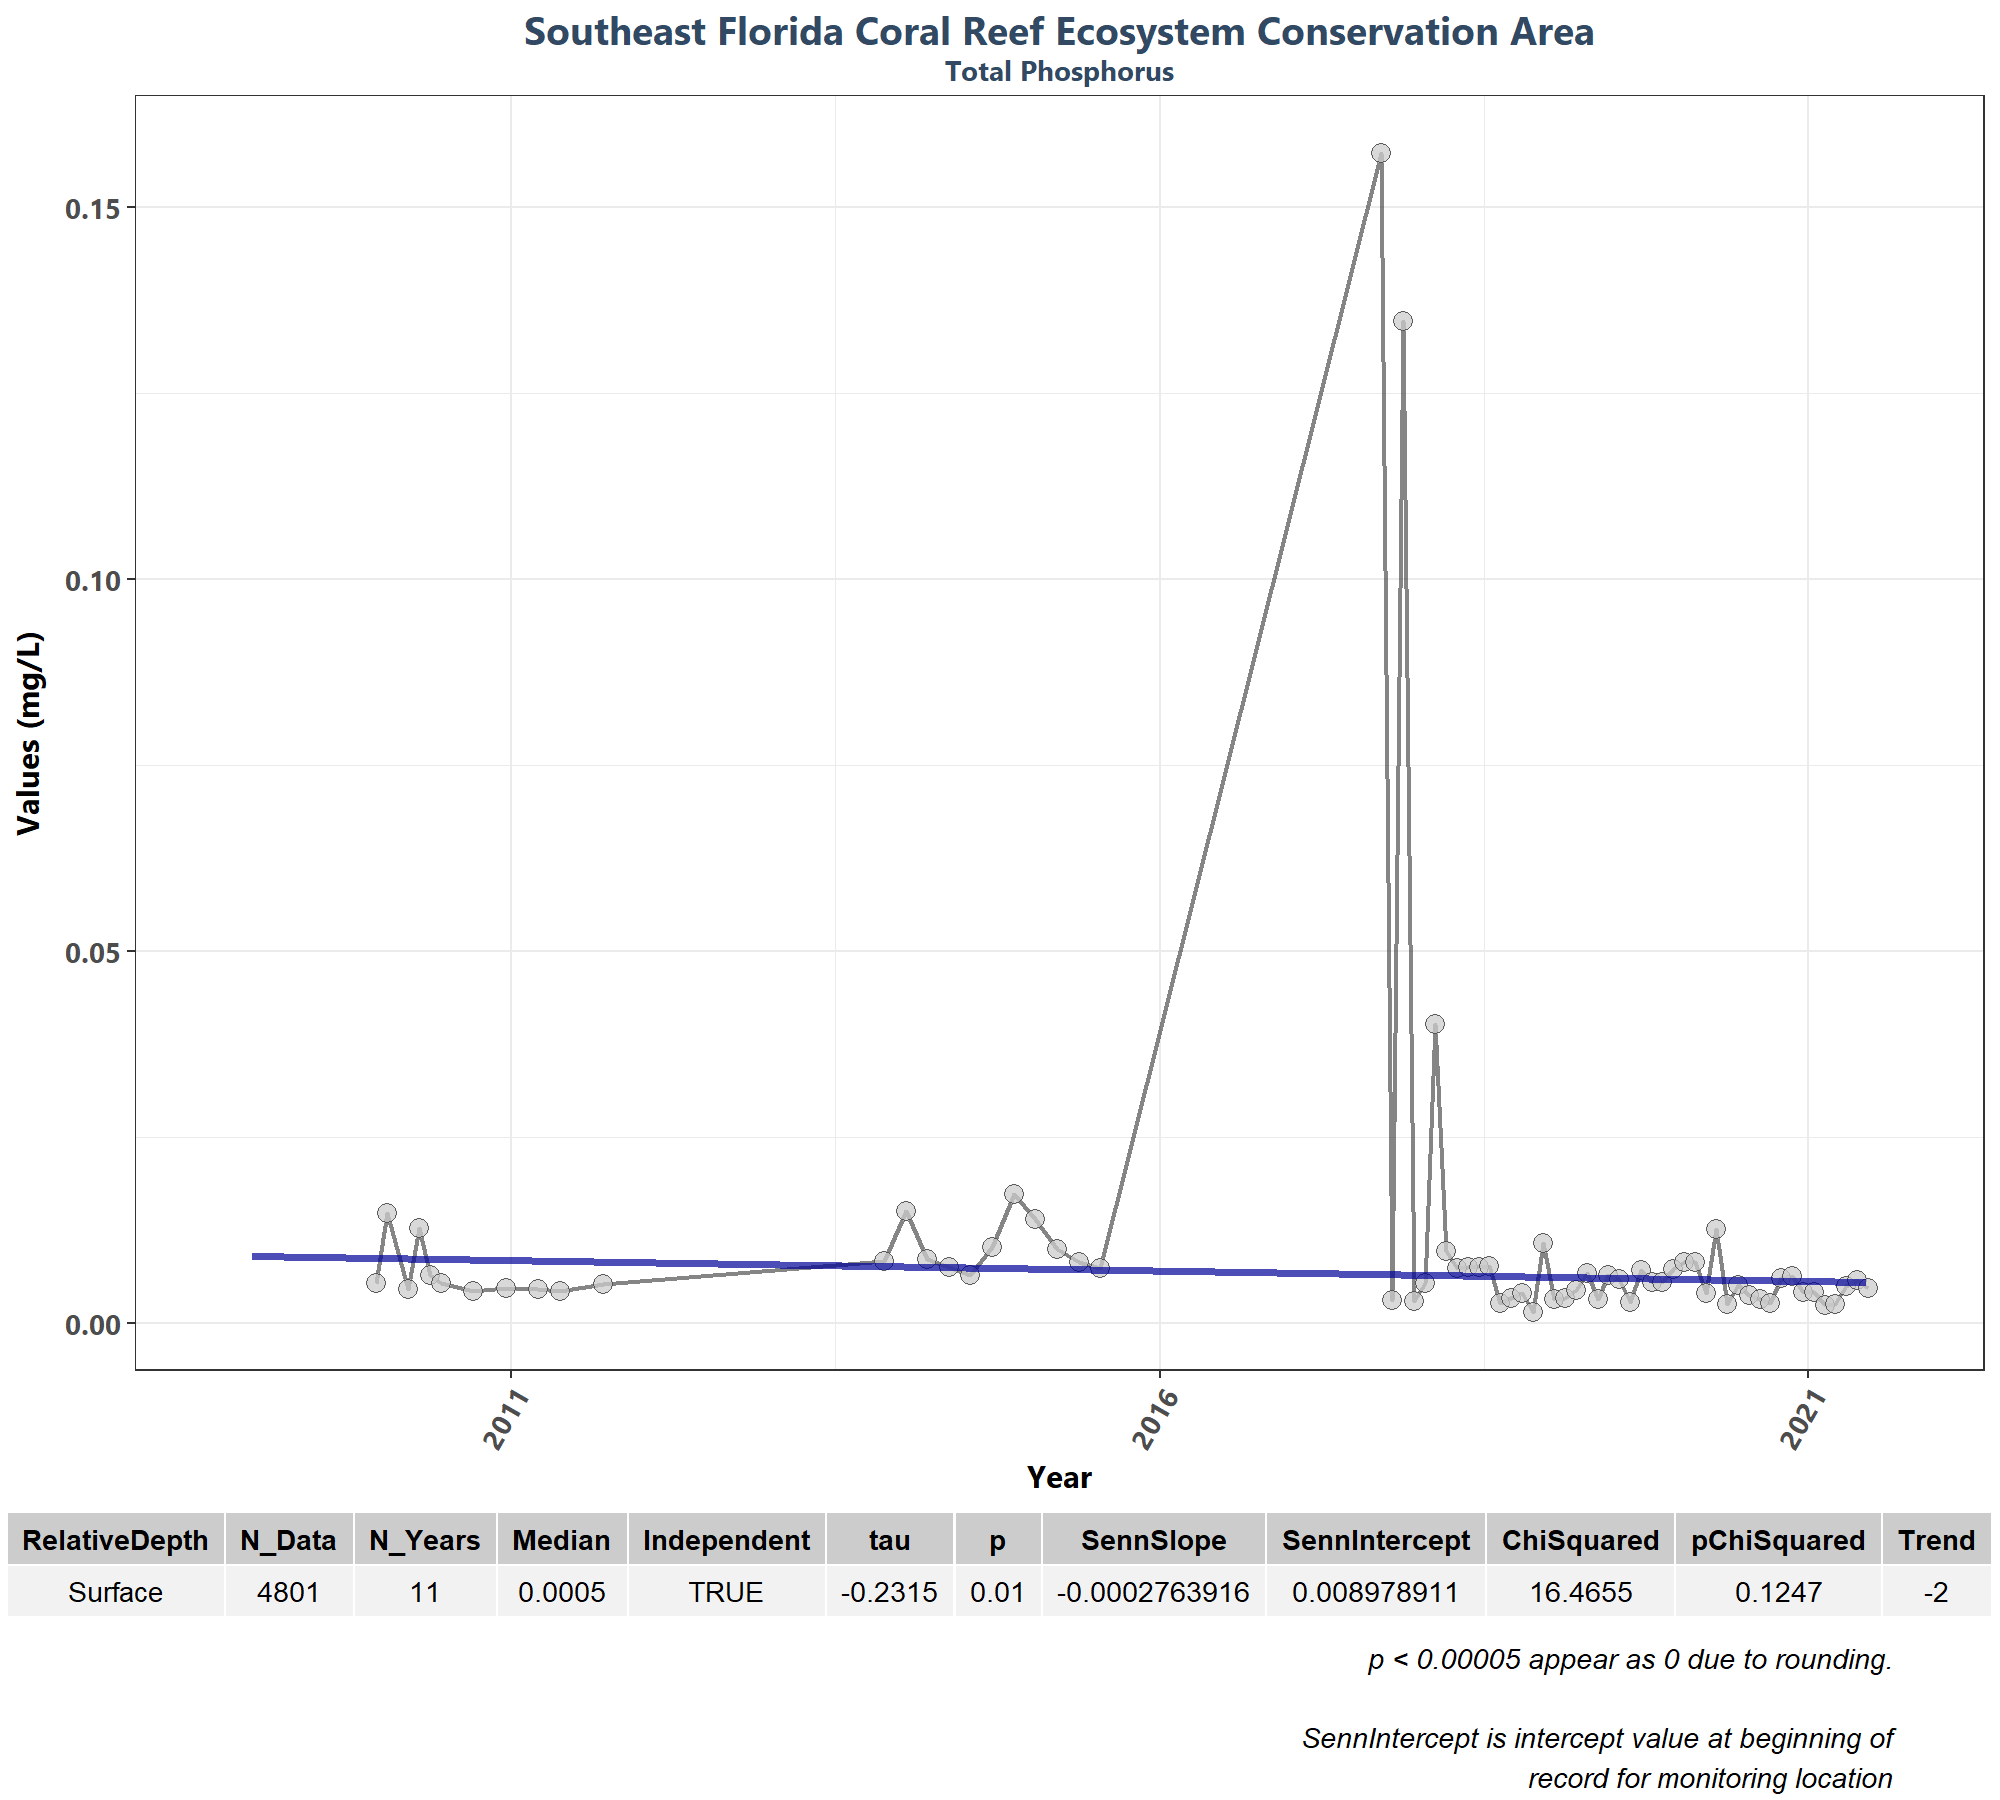 Southeast Florida Coral Reef Ecosystem Conservation Area
Total Phosphorus
Values (mg/L)
0.15
0.10
0.05
0.00
2011
2016
2021
Year
RelativeDepth N_Data N_Years Median Independent tau p SennSlope SennIntercept ChiSquared pChiSquared Trend
Surface 4801 11 0.0005 TRUE -0.2315 0.01 -0.0002763916 0.008978911 16.4655 0.1247 -2
p < 0.00005 appear as 0 due to rounding.
SennIntercept is intercept value at beginning of
record for monitoring location